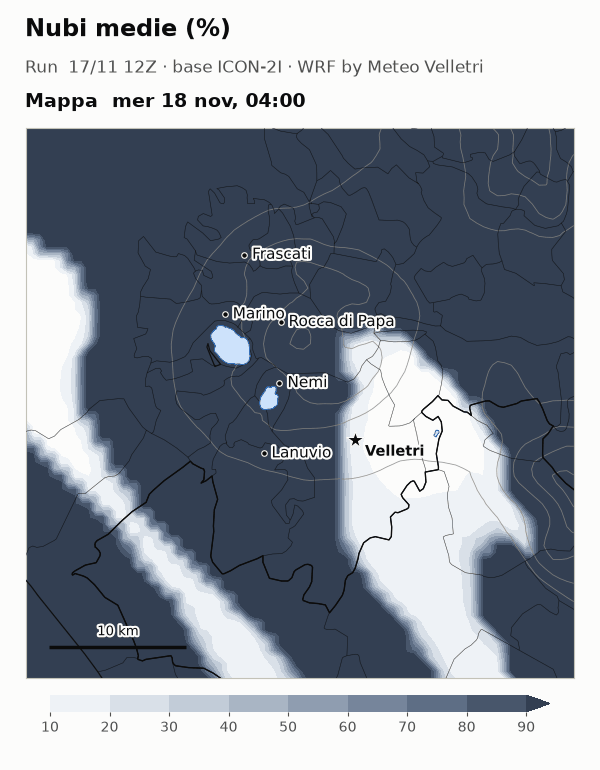 Nubi medie (%)
Run  17/11 12Z · base ICON-2I · WRF by Meteo Velletri
Mappa  mer 18 nov, 04:00
Frascati
Marino
Rocca di Papa
Nemi
Velletri
Lanuvio
10 km
10 20 30 40 50 60 70 80 90